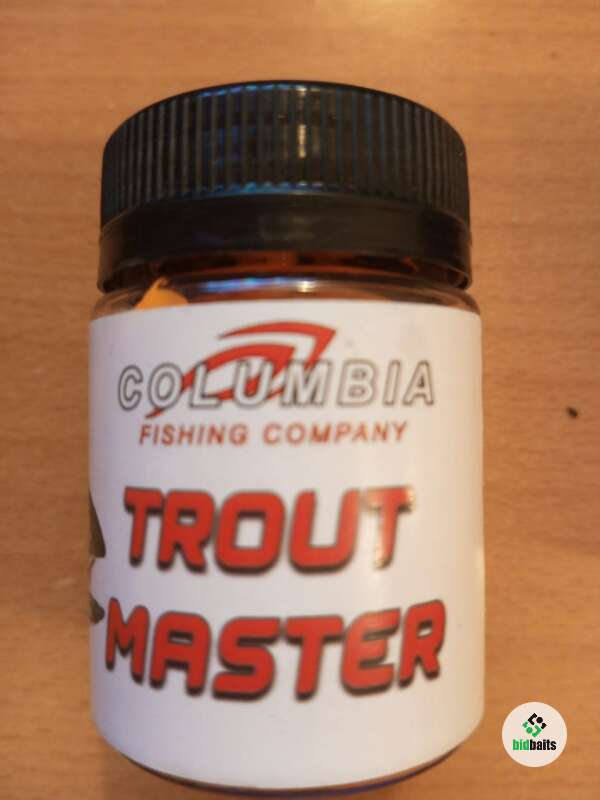 COLUMBIA
FISHING COMPANY
TROUT
MASTER
bidbaits